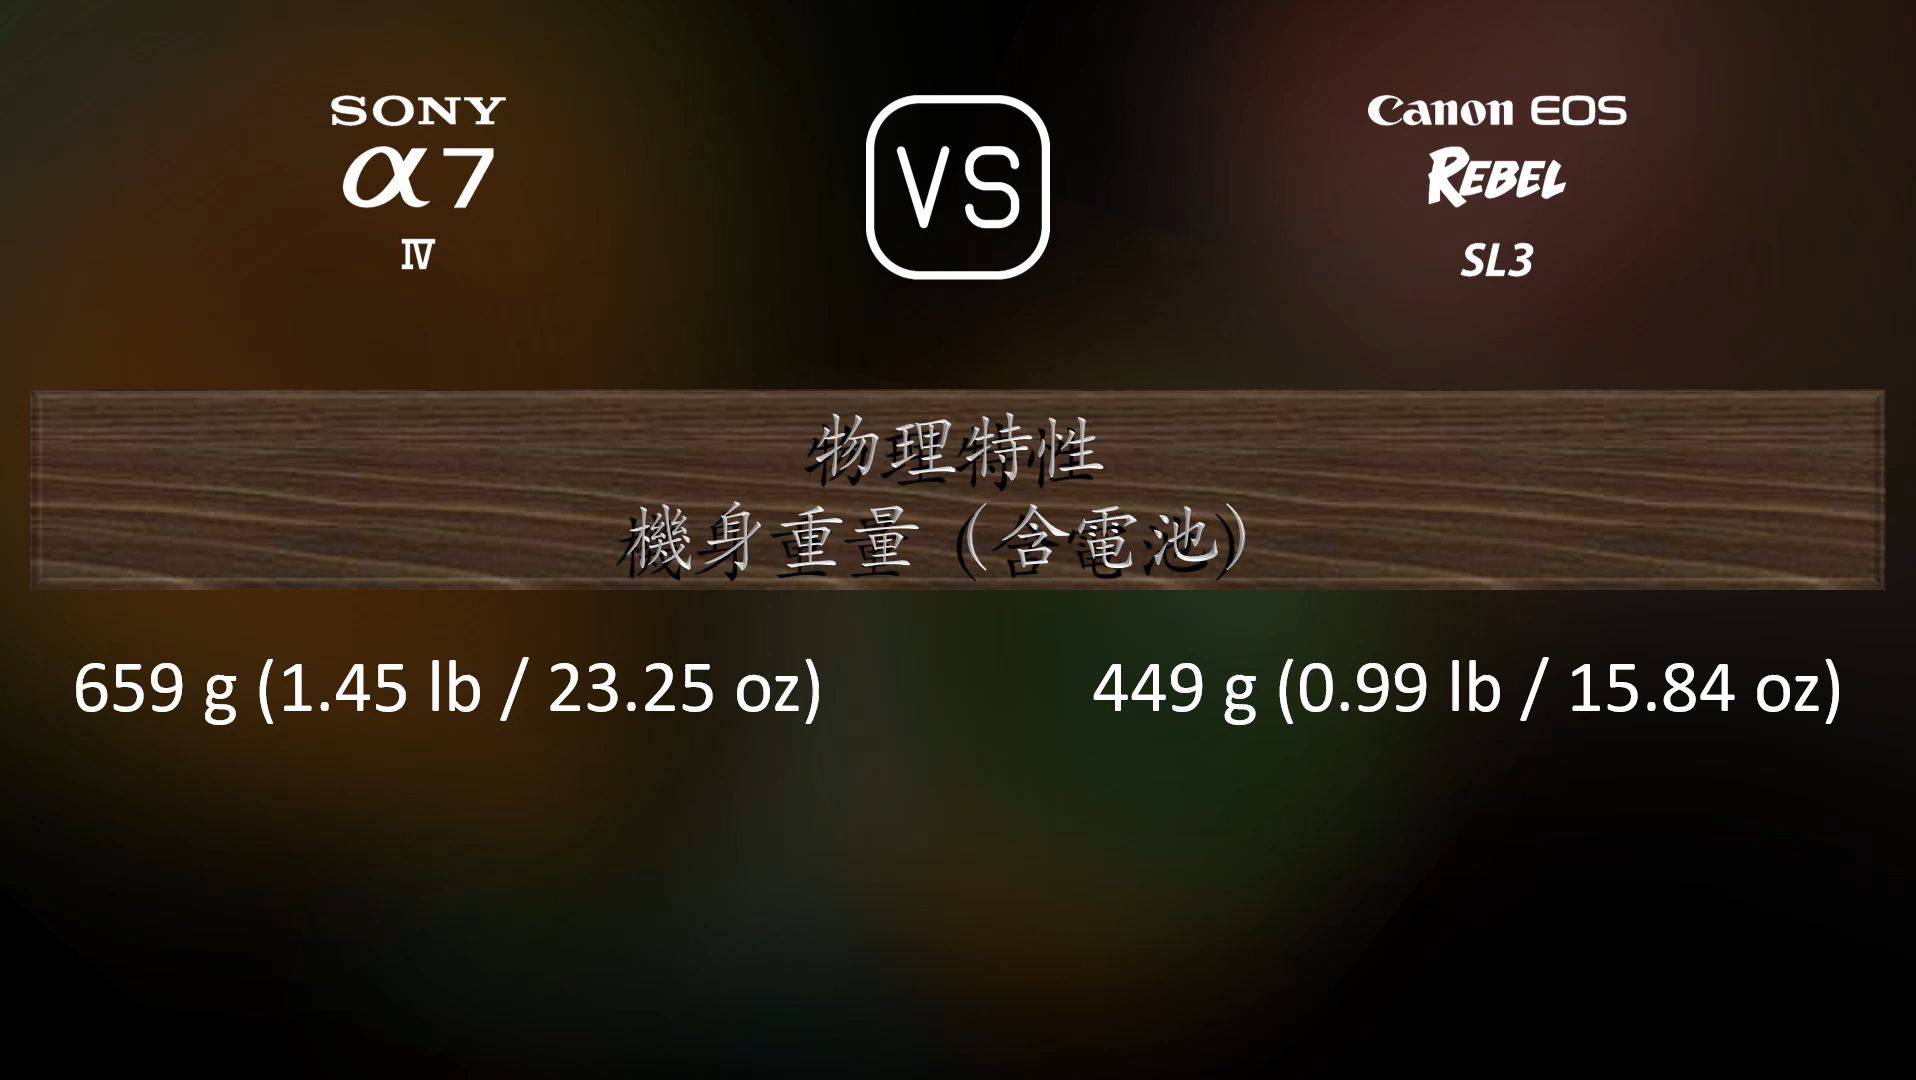 SONY
α7
IV
VS
Canon EOS
REBEL
SL3
物理特性
機身重量（含電池）
659 g (1.45 lb / 23.25 oz)
449 g (0.99 lb / 15.84 oz)